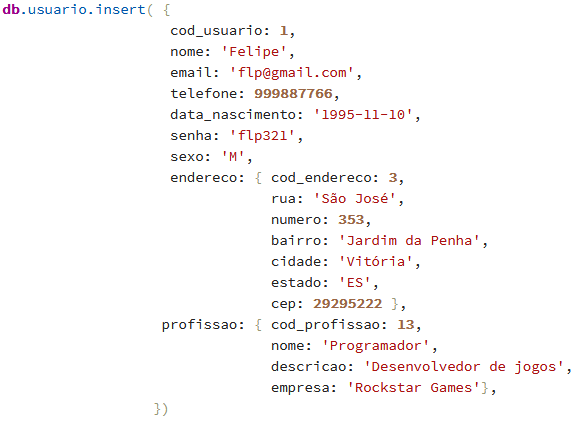 db.usuario.insert( {
cod_usuario: 1,
nome: 'Felipe',
email: 'flp@gmail.com',
telefone: 999887766,
data_nascimento: '1995-11-10',
senha: 'flp321',
sexo: 'M',
endereco: { cod_endereco: 3,
rua: 'São José',
numero: 353,
bairro: 'Jardim da Penha',
cidade: 'Vitória',
estado: 'ES',
cep: 29295222 },
profissao: { cod_profissao: 13,
nome: 'Programador',
descricao: 'Desenvolvedor de jogos',
empresa: 'Rockstar Games'},
})